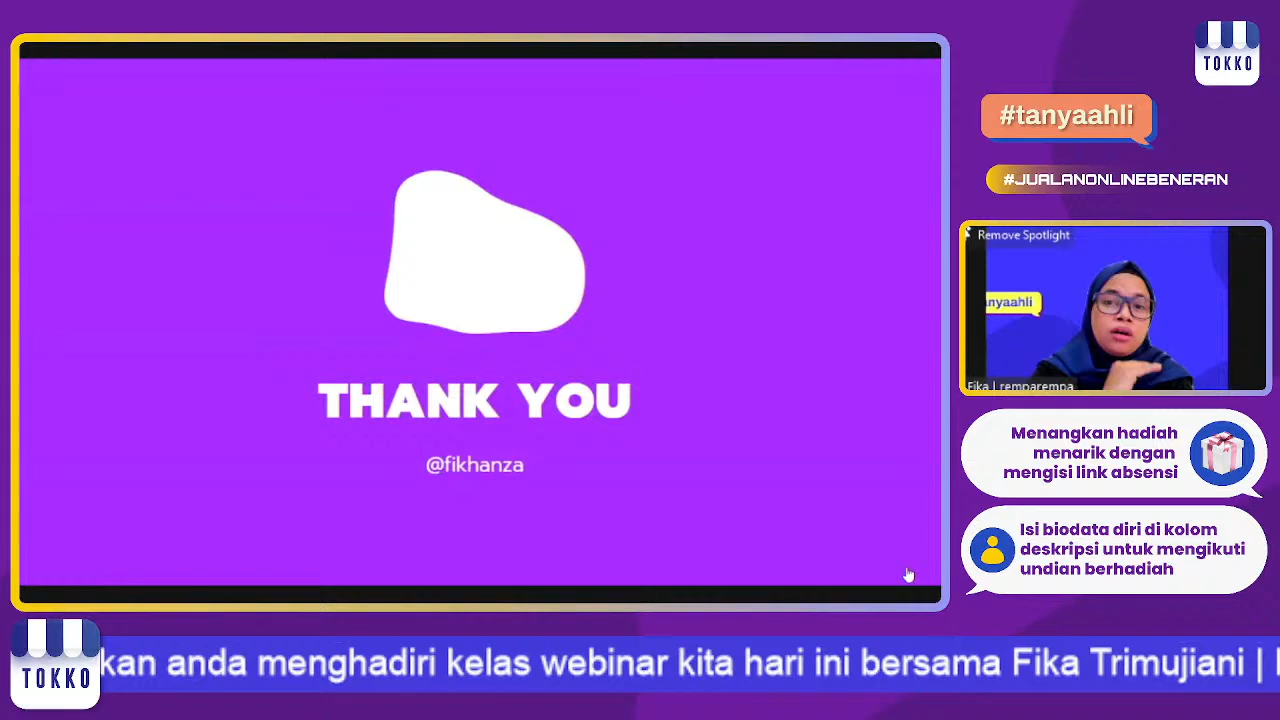 TOKKO
#tanyaahli
#JUALANONLINEBENERAN
THANK YOU
@fikhanza
Remove Spotlight
anyaahli
Fika | remparempa
Menangkan hadiah
menarik dengan
mengisi link absensi
Isi biodata diri di kolom
deskripsi untuk mengikuti
undian berhadiah
TOKKO
kan anda menghadiri kelas webinar kita hari ini bersama Fika Trimujiani |